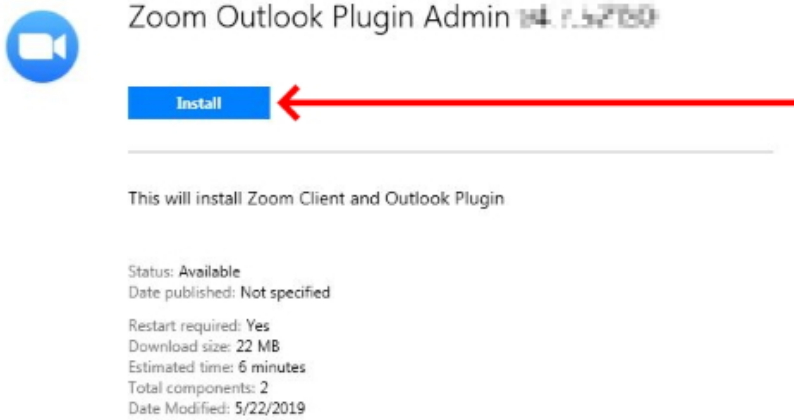 Zoom Outlook Plugin Admin
Install
This will install Zoom Client and Outlook Plugin
Status: Available
Date published: Not specified
Restart required: Yes
Download size: 22 MB
Estimated time: 6 minutes
Total components: 2
Date Modified: 5/22/2019